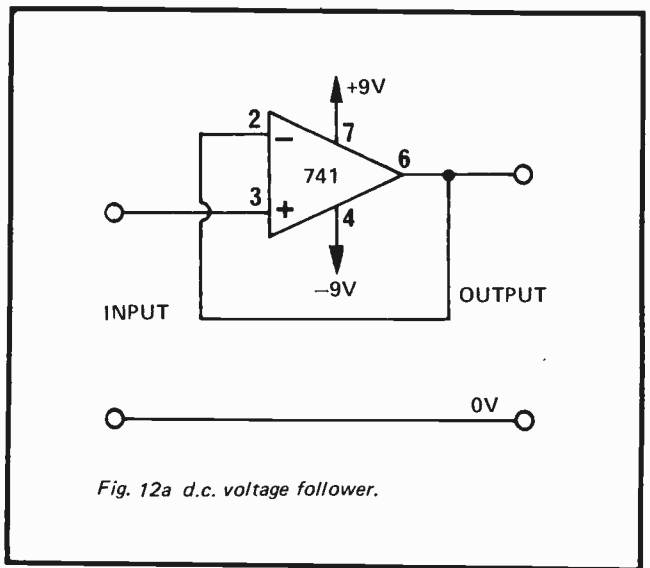 +9V
2
7
−
6
741
3
+
4
−9V
INPUT
OUTPUT
0V
Fig. 12a d.c. voltage follower.